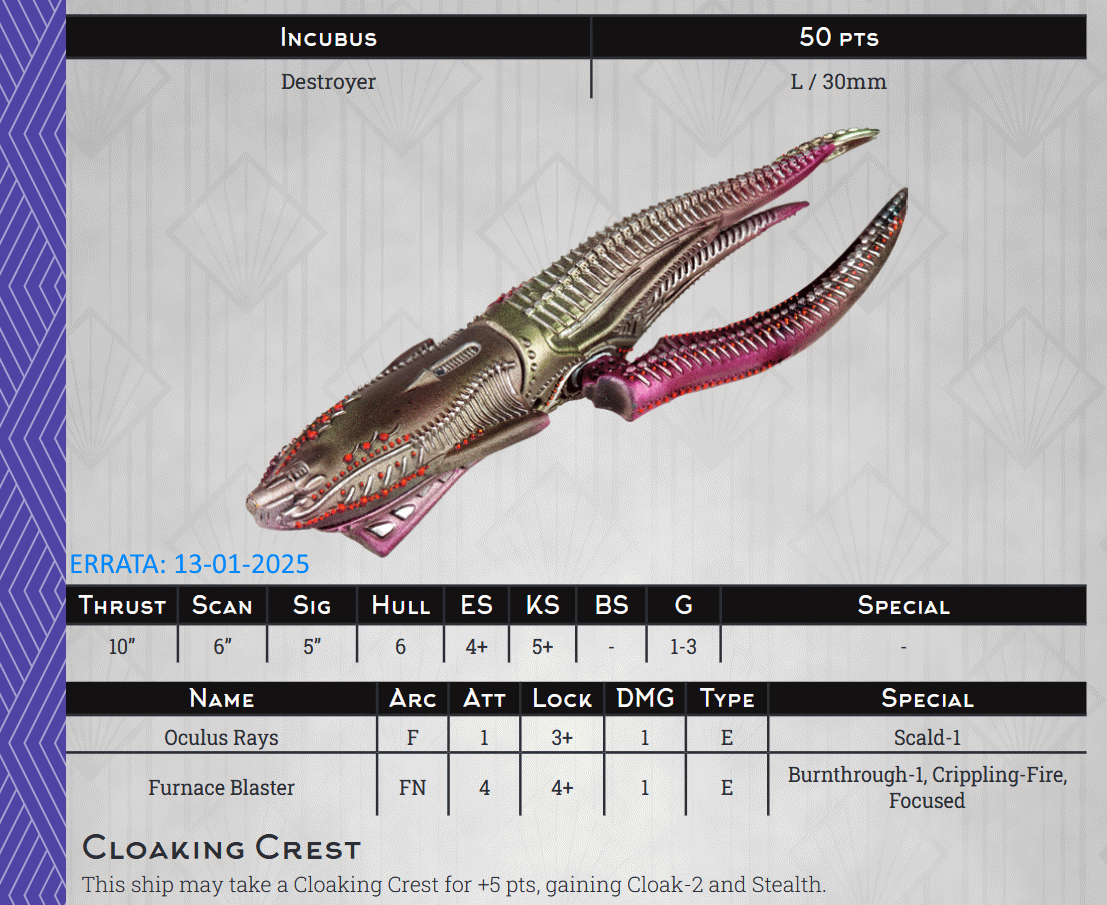 Incubus 50 pts
Destroyer L / 30mm
ERRATA: 13-01-2025
Thrust Scan Sig Hull ES KS BS G Special
10” 6” 5” 6 4+ 5+ - 1-3 -
Name Arc Att Lock DMG Type Special
Oculus Rays F 1 3+ 1 E Scald-1
Furnace Blaster FN 4 4+ 1 E Burnthrough-1, Crippling-Fire,
Focused
Cloaking Crest
This ship may take a Cloaking Crest for +5 pts, gaining Cloak-2 and Stealth.